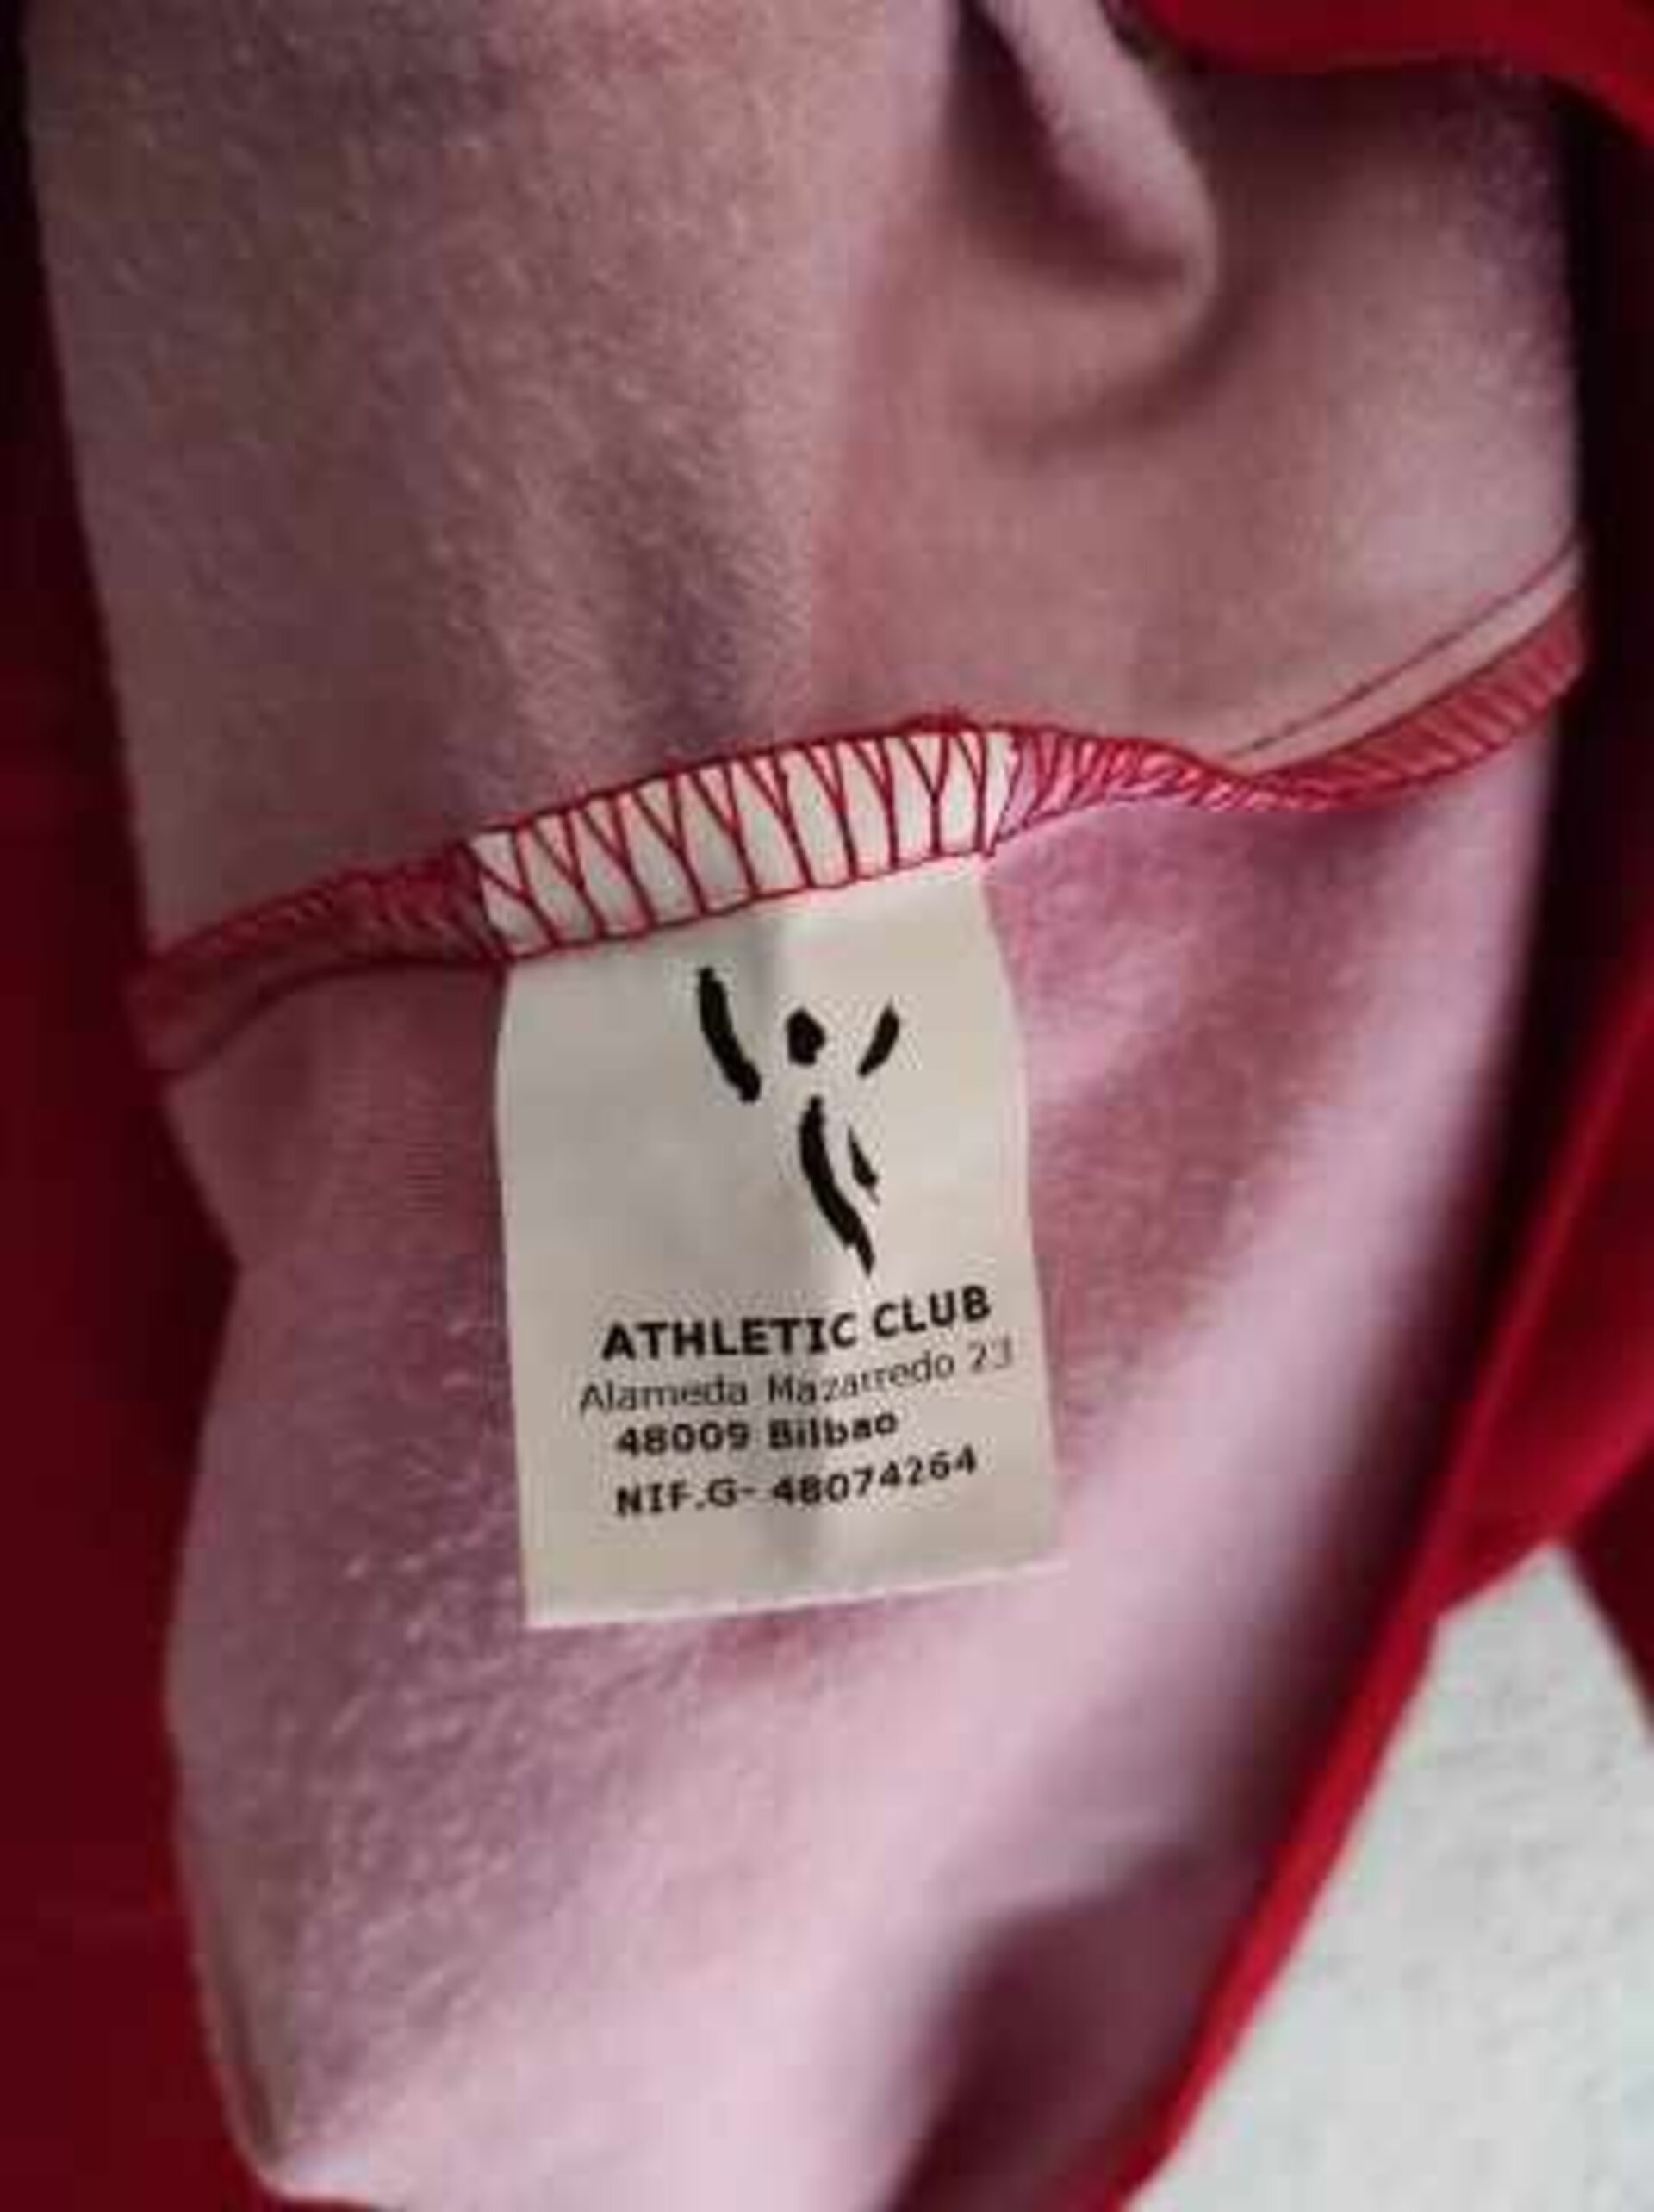 ATHLETIC CLUB
Alameda Mazarredo 23
48009 Bilbao
NIF.G- 48074264